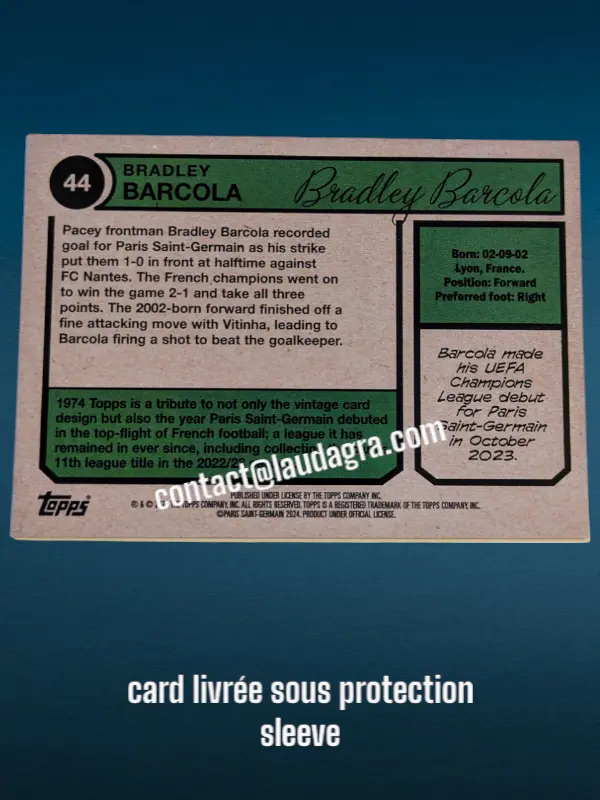 44
BRADLEY
BARCOLA
Bradley Barcola
Pacey frontman Bradley Barcola recorded
goal for Paris Saint-Germain as his strike
put them 1-0 in front at halftime against
FC Nantes. The French champions went on
to win the game 2-1 and take all three
points. The 2002-born forward finished off a
fine attacking move with Vitinha, leading to
Barcola firing a shot to beat the goalkeeper.
Born: 02-09-02
Lyon, France.
Position: Forward
Preferred foot: Right
Barcola made
his UEFA
Champions
League debut
for Paris
Saint-Germain
in October
2023.
1974 Topps is a tribute to not only the vintage card
design but also the year Paris Saint-Germain debuted
in the top-flight of French football; a league it has
remained in ever since, including
11th league title in the
contact@laudagra.com
topps
PUBLISHED UNDER LICENSE BY THE TOPPS COMPANY, INC.
® & © THE TOPPS COMPANY, INC. ALL RIGHTS RESERVED. TOPPS IS A REGISTERED TRADEMARK OF THE TOPPS COMPANY, INC.
©PARIS SAINT-GERMAIN 2024. PRODUCT UNDER OFFICIAL LICENSE.
card livrée sous protection
sleeve